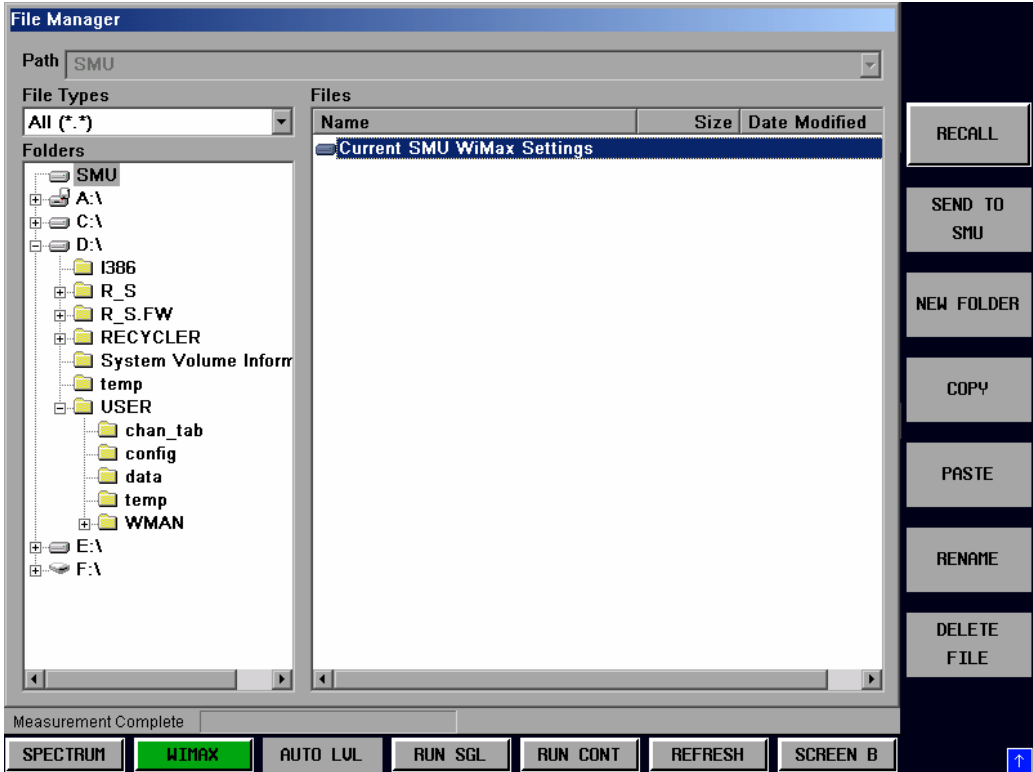 File Manager
Path SMU
File Types
All (*.*)
Folders
SMU
A:\
C:\
D:\
I386
R_S
R_S.FW
RECYCLER
System Volume Inform
temp
USER
chan_tab
config
data
temp
WMAN
E:\
F:\
Files
Name Size Date Modified
Current SMU WiMax Settings
RECALL
SEND TO
SMU
NEW FOLDER
COPY
PASTE
RENAME
DELETE
FILE
Measurement Complete
SPECTRUM WIMAX AUTO LVL RUN SGL RUN CONT REFRESH SCREEN B